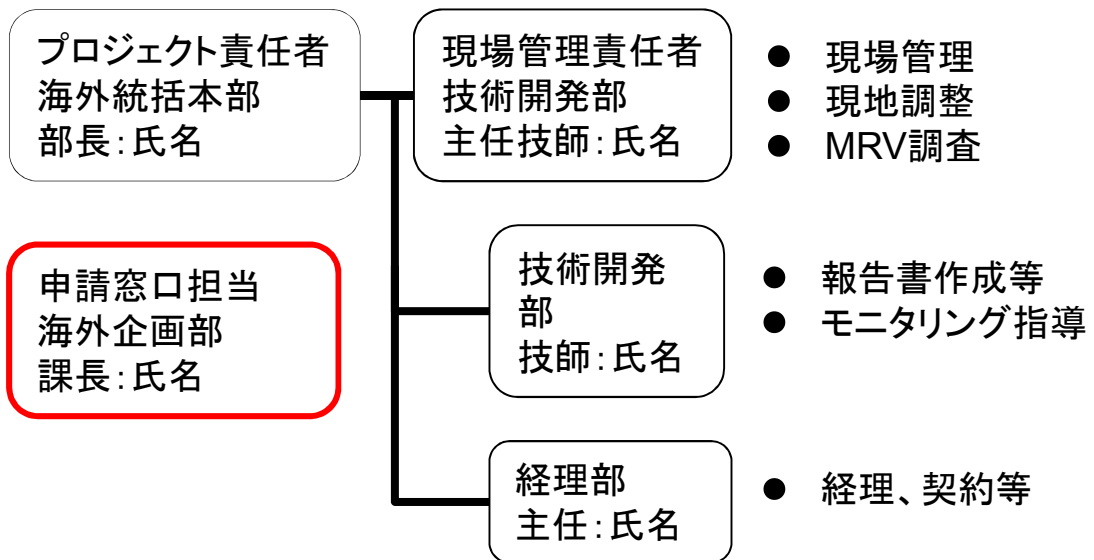 プロジェクト責任者
海外統括本部
部長:氏名
現場管理責任者
技術開発部
主任技師:氏名
● 現場管理
● 現地調整
● MRV調査
申請窓口担当
海外企画部
課長:氏名
技術開発
部
技師:氏名
● 報告書作成等
● モニタリング指導
経理部
主任:氏名
● 経理、契約等